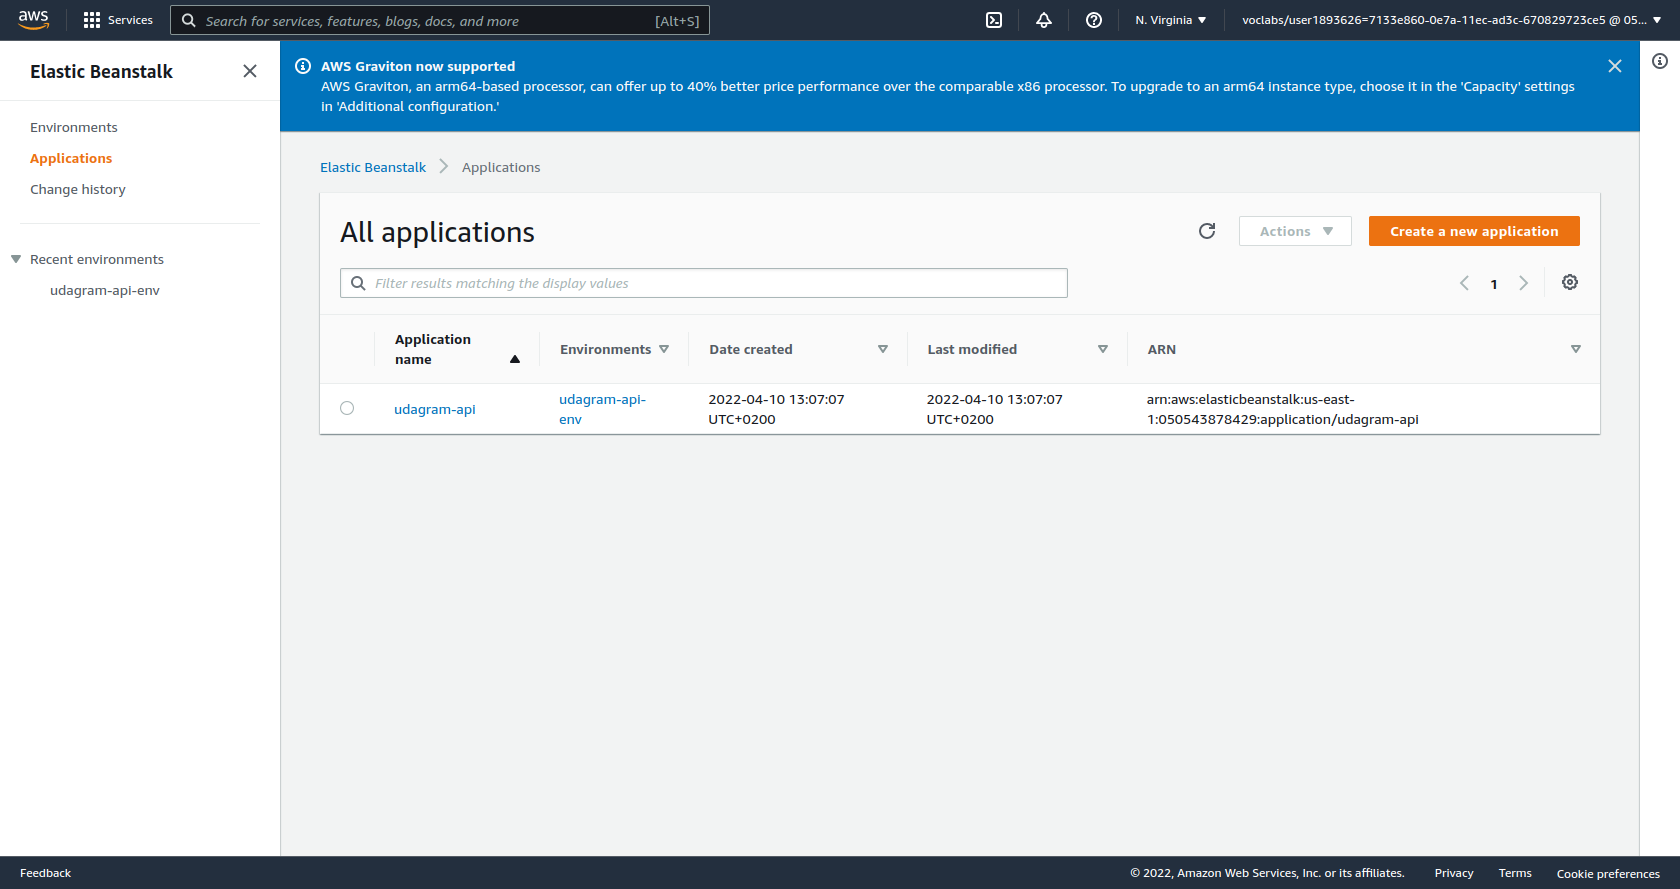 aws
Services
Search for services, features, blogs, docs, and more
[Alt+S]
N. Virginia
voclabs/user1893626=7133e860-0e7a-11ec-ad3c-670829723ce5 @ 05...
Elastic Beanstalk
Environments
Applications
Change history
Recent environments
udagram-api-env
AWS Graviton now supported
AWS Graviton, an arm64-based processor, can offer up to 40% better price performance over the comparable x86 processor. To upgrade to an arm64 instance type, choose it in the 'Capacity' settings
in 'Additional configuration.'
Elastic Beanstalk
Applications
All applications
Actions
Create a new application
Filter results matching the display values
1
Application
name
Environments
Date created
Last modified
ARN
udagram-api
udagram-api-
env
2022-04-10 13:07:07
UTC+0200
2022-04-10 13:07:07
UTC+0200
arn:aws:elasticbeanstalk:us-east-
1:050543878429:application/udagram-api
Feedback
© 2022, Amazon Web Services, Inc. or its affiliates.
Privacy
Terms
Cookie preferences